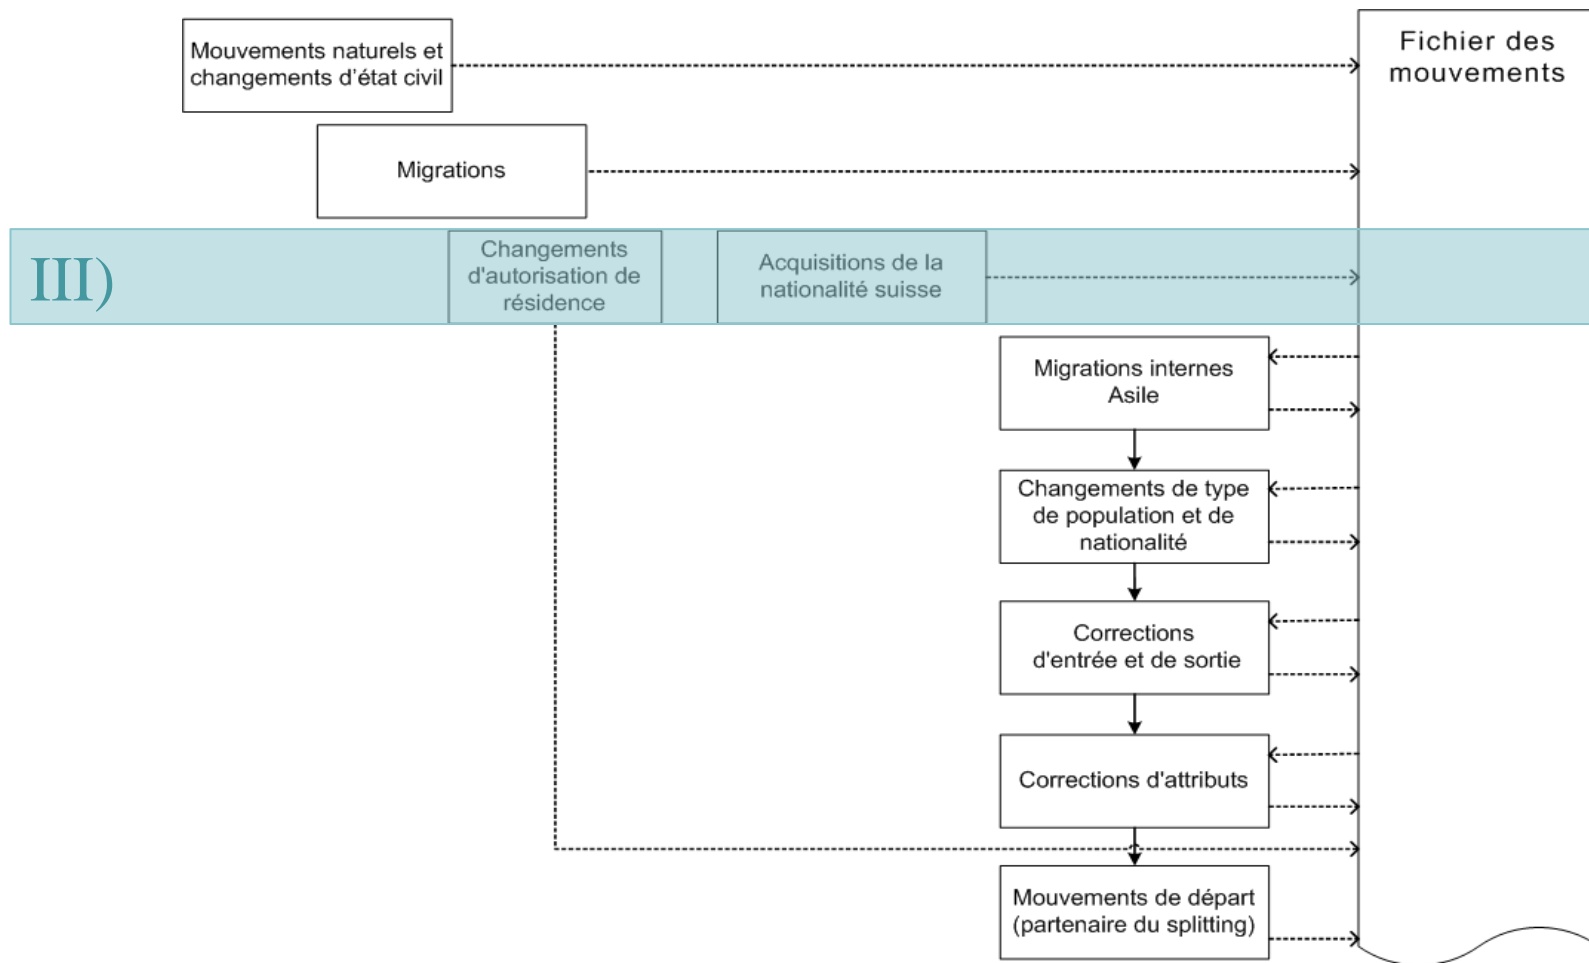 Mouvements naturels et
changements d'état civil
Fichier des
mouvements
Migrations
III)
Changements
d'autorisation de
résidence
Acquisitions de la
nationalité suisse
Migrations internes
Asile
Changements de type
de population et de
nationalité
Corrections
d'entrée et de sortie
Corrections d'attributs
Mouvements de départ
(partenaire du splitting)